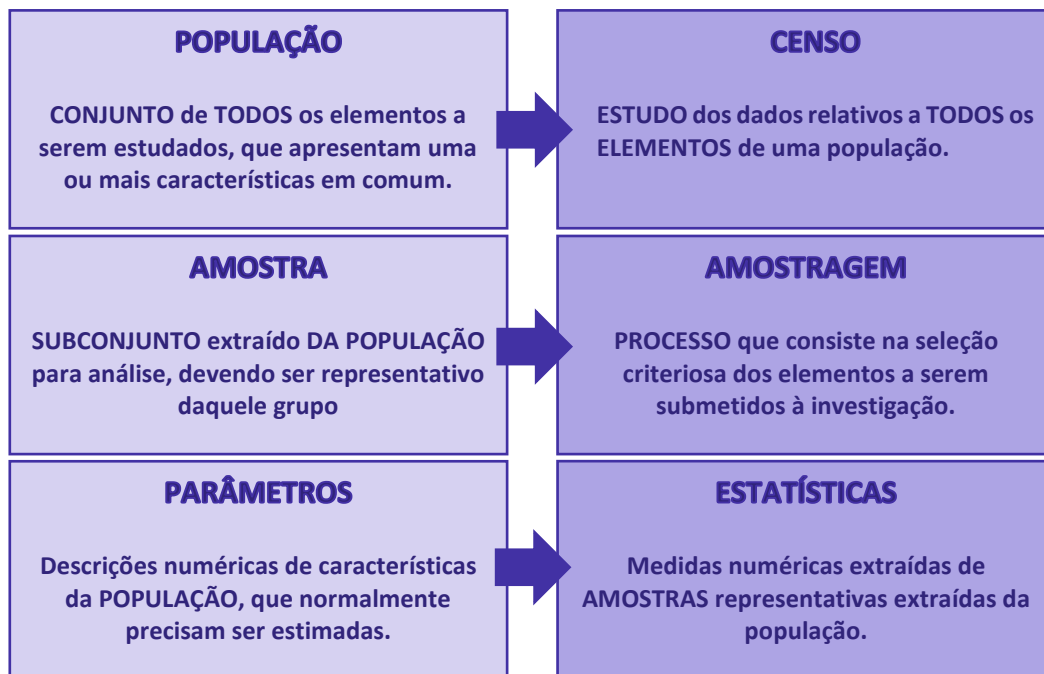 POPULAÇÃO
CONJUNTO de TODOS os elementos a
serem estudados, que apresentam uma
ou mais características em comum.
CENSO
ESTUDO dos dados relativos a TODOS os
ELEMENTOS de uma população.
AMOSTRA
SUBCONJUNTO extraído DA POPULAÇÃO
para análise, devendo ser representativo
daquele grupo
AMOSTRAGEM
PROCESSO que consiste na seleção
criteriosa dos elementos a serem
submetidos à investigação.
PARÂMETROS
Descrições numéricas de características
da POPULAÇÃO, que normalmente
precisam ser estimadas.
ESTATÍSTICAS
Medidas numéricas extraídas de
AMOSTRAS representativas extraídas da
população.